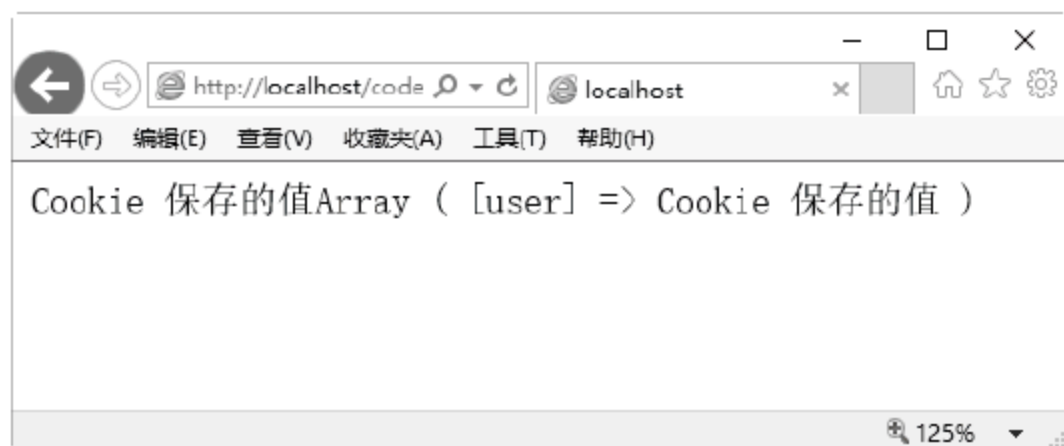 http://localhost/code
localhost
文件(F) 编辑(E) 查看(V) 收藏夹(A) 工具(T) 帮助(H)
Cookie 保存的值Array ( [user] => Cookie 保存的值 )
125%